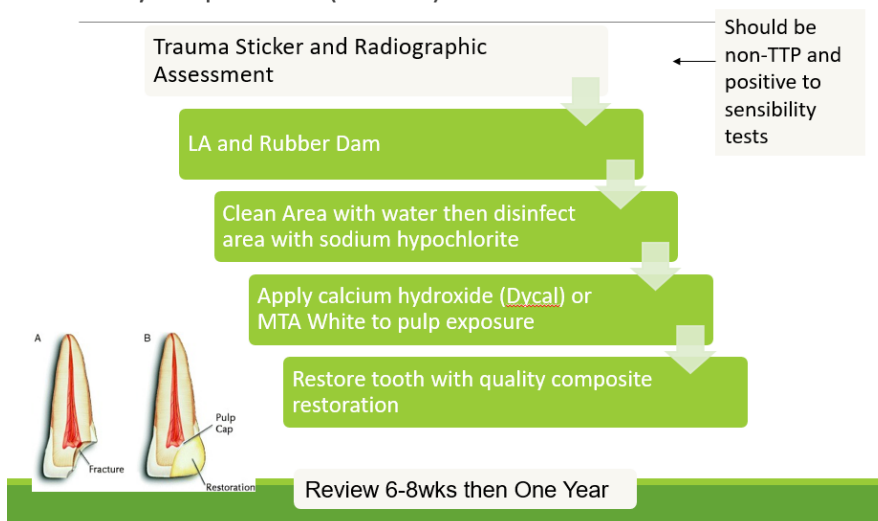 Trauma Sticker and Radiographic
Assessment
Should be
non-TTP and
positive to
sensibility
tests
LA and Rubber Dam
Clean Area with water then disinfect
area with sodium hypochlorite
Apply calcium hydroxide (Dycal) or
MTA White to pulp exposure
Restore tooth with quality composite
restoration
A
B
Pulp
Cap
Fracture
Restoration
Review 6-8wks then One Year